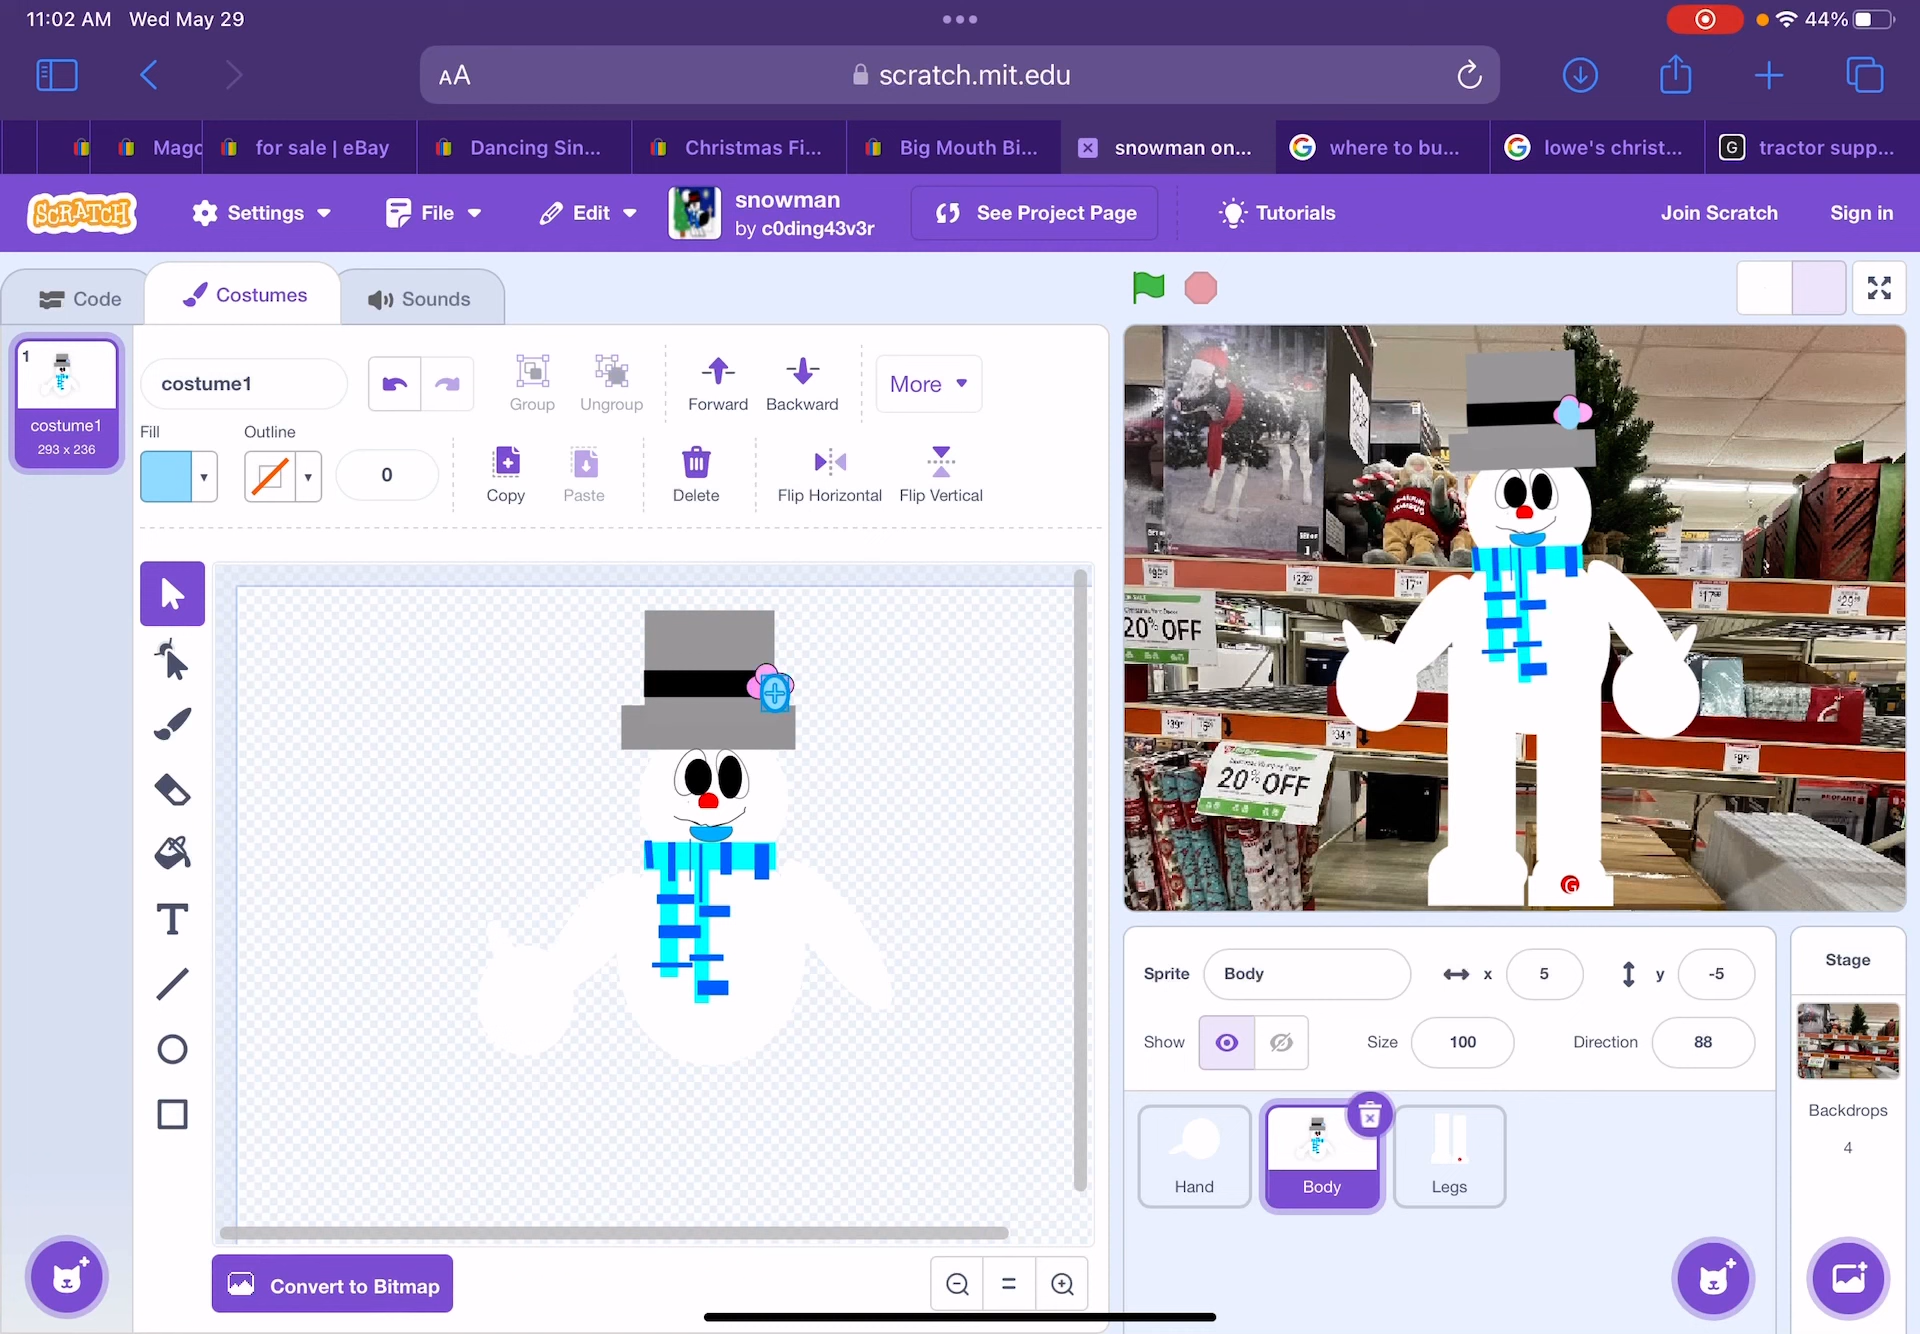 11:02 AM Wed May 29
44%
AA
scratch.mit.edu
Magc
for sale | eBay
Dancing Sin...
Christmas Fi...
Big Mouth Bi...
snowman on...
where to bu...
lowe's christ...
G
tractor supp...
SCRATCH
Settings
File
Edit
snowman
by c0ding43v3r
See Project Page
Tutorials
Join Scratch
Sign in
Code
Costumes
Sounds
1
costume1
293 x 236
costume1
Group
Ungroup
Forward
Backward
More
Fill
Outline
0
Copy
Paste
Delete
Flip Horizontal
Flip Vertical
T
Convert to Bitmap
20% OFF
20% OFF
G
Sprite
Body
x
5
y
-5
Show
Size
100
Direction
88
Hand
Body
Legs
Stage
Backdrops
4